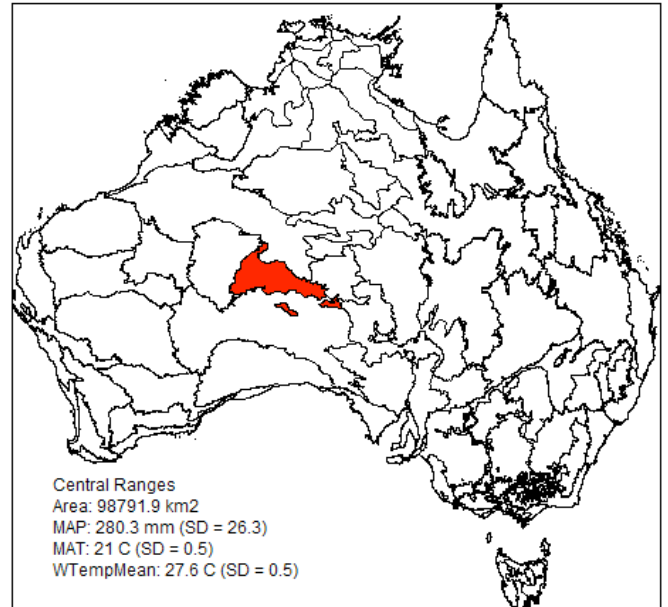 Central Ranges
Area: 98791.9 km2
MAP: 280.3 mm (SD = 26.3)
MAT: 21 C (SD = 0.5)
WTempMean: 27.6 C (SD = 0.5)